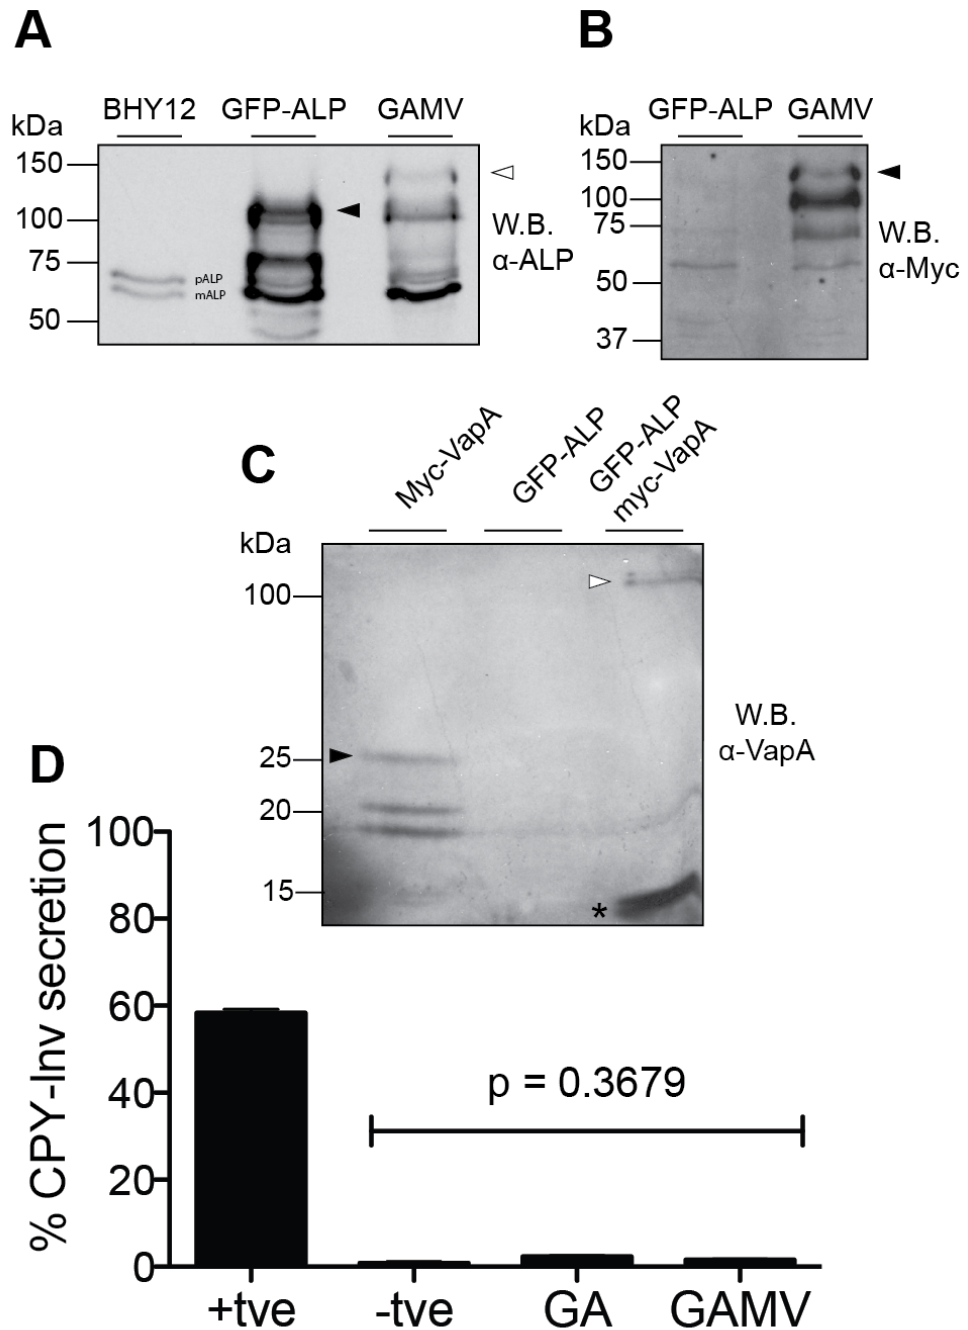 A
BHY12 GFP-ALP GAMV
kDa
150
100
75
50
pALP
mALP
W.B.
α-ALP
B
GFP-ALP GAMV
kDa
150
100
75
50
37
W.B.
α-Myc
C
Myc-VapA
GFP-ALP
GFP-ALP
myc-VapA
kDa
100
25
20
15
*
W.B.
α-VapA
D
% CPY-Inv secretion
100
80
60
40
20
0
p = 0.3679
+tve -tve GA GAMV